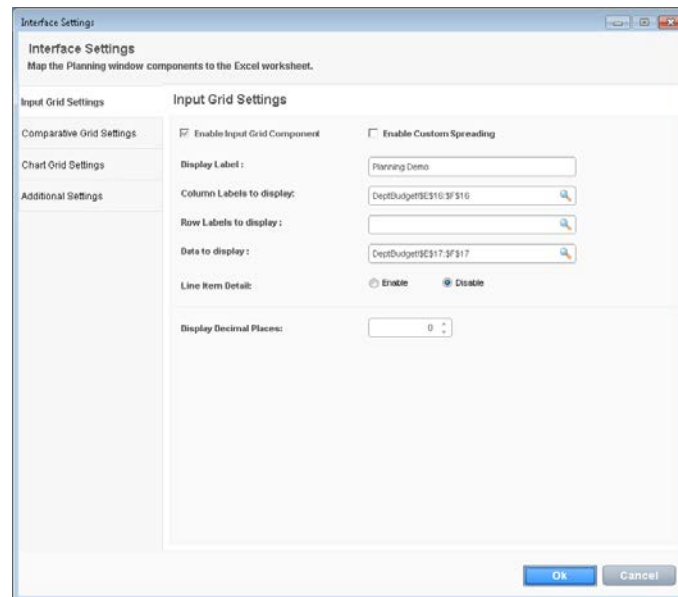 Interface Settings
Interface Settings
Map the Planning window components to the Excel worksheet.
Input Grid Settings
Comparative Grid Settings
Chart Grid Settings
Additional Settings
Input Grid Settings
Enable Input Grid Component
Enable Custom Spreading
Display Label :
Planning Demo
Column Labels to display:
DeptBudget!$E$16:$F$16
Row Labels to display :
Data to display :
DeptBudget!$E$17:$F$17
Line Item Detail:
Enable
Disable
Display Decimal Places:
0
Ok
Cancel